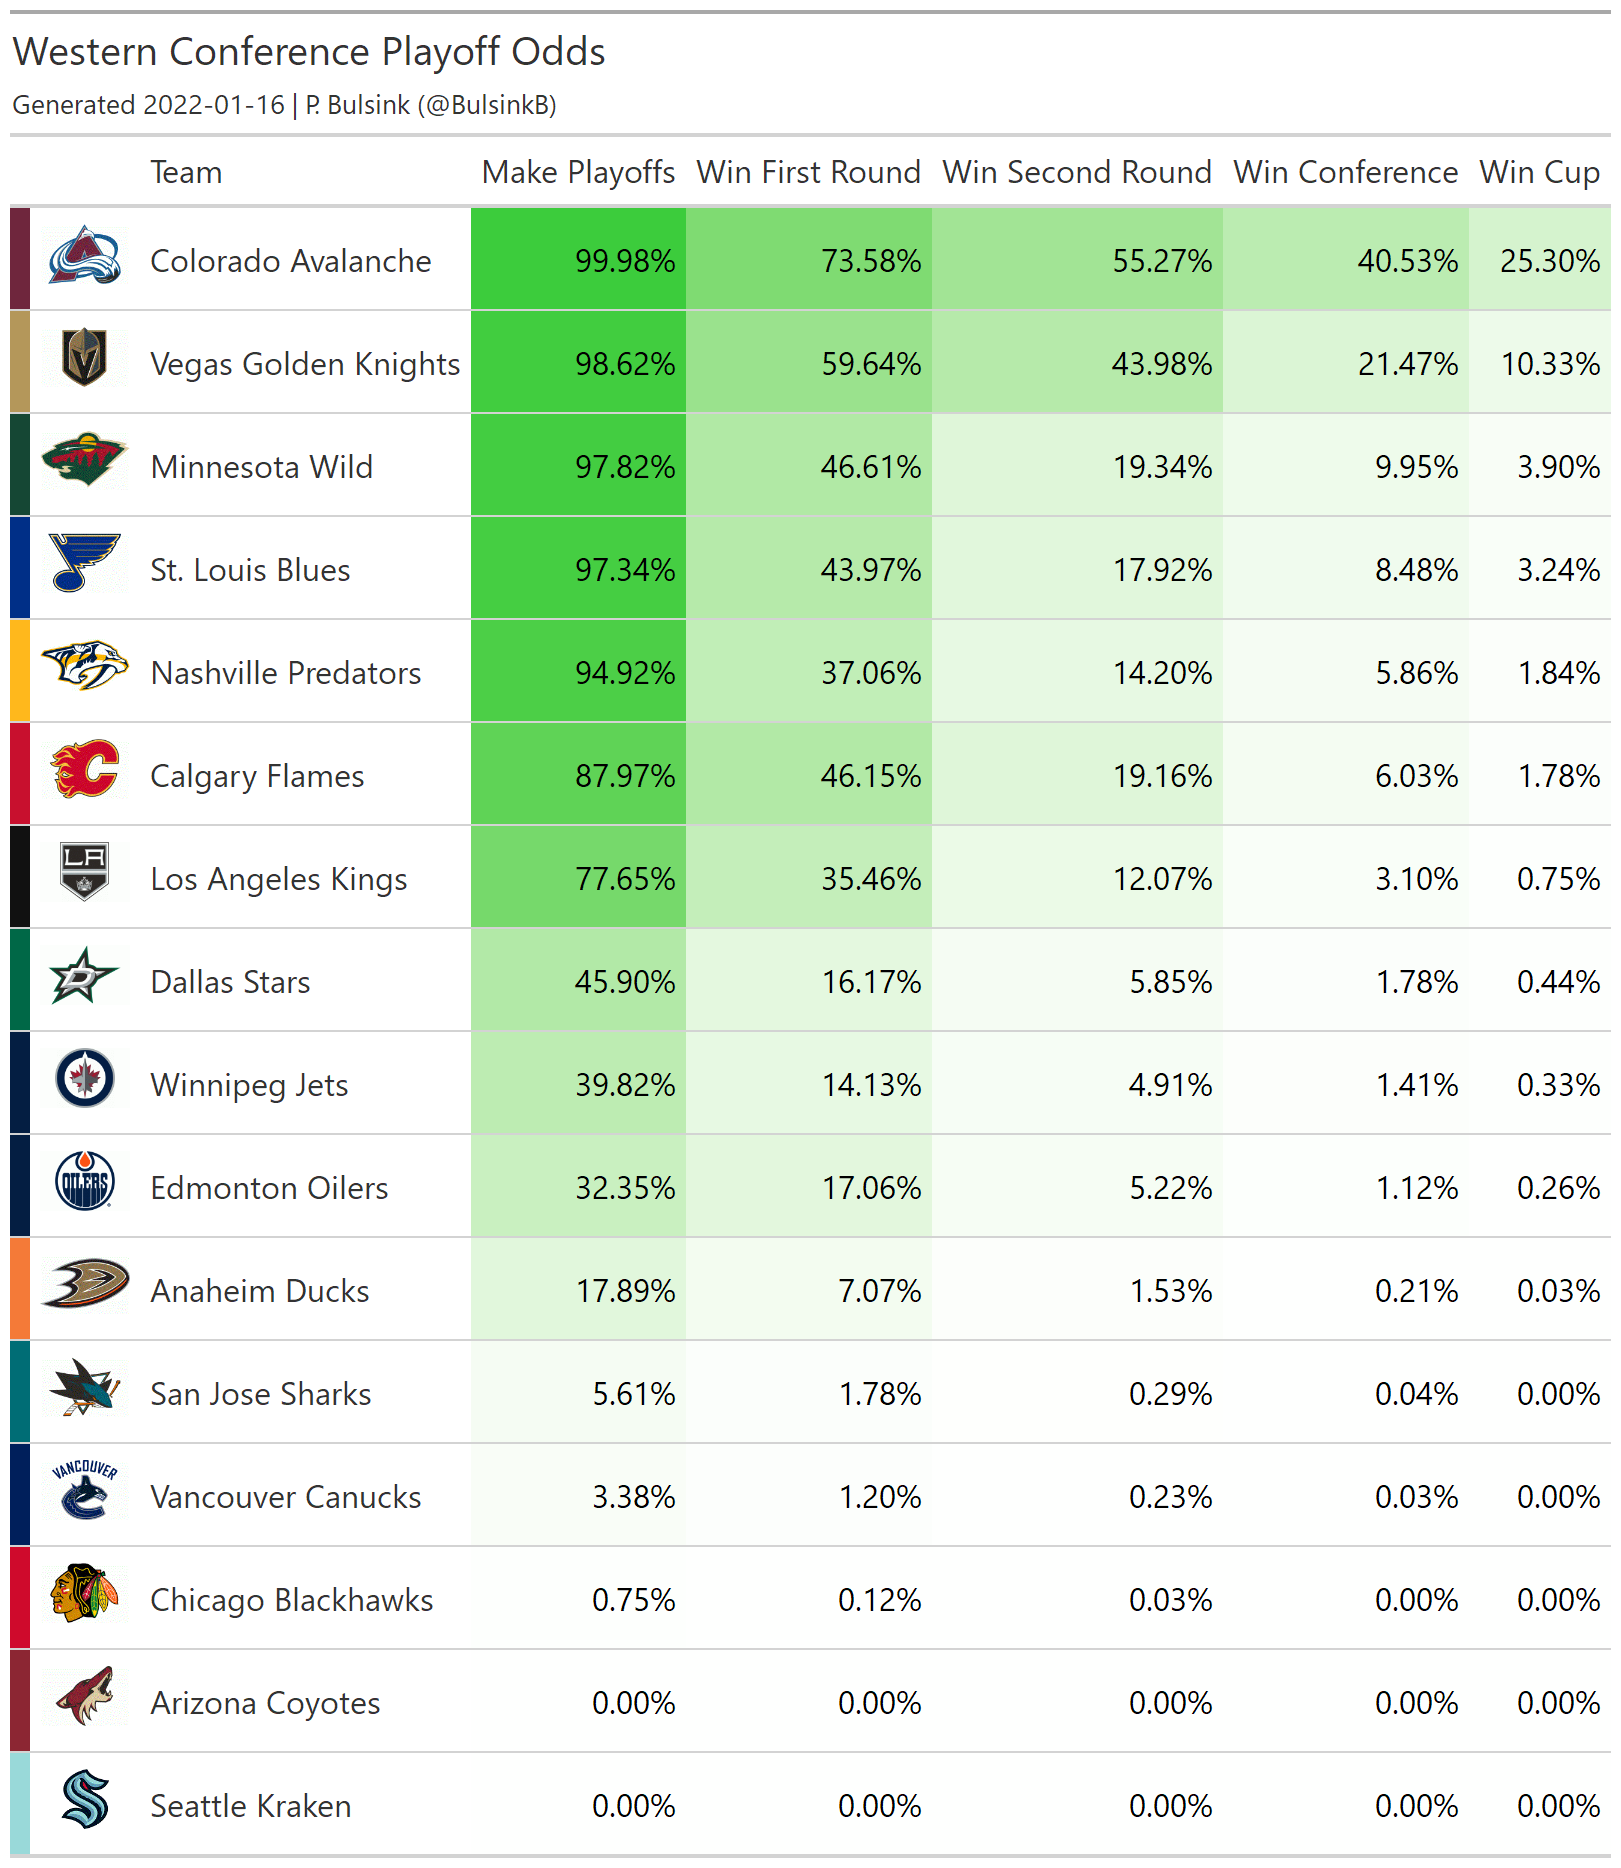 Western Conference Playoff Odds
Generated 2022-01-16 | P. Bulsink (@BulsinkB)
Team Make Playoffs Win First Round Win Second Round Win Conference Win Cup
Colorado Avalanche 99.98% 73.58% 55.27% 40.53% 25.30%
Vegas Golden Knights 98.62% 59.64% 43.98% 21.47% 10.33%
Minnesota Wild 97.82% 46.61% 19.34% 9.95% 3.90%
St. Louis Blues 97.34% 43.97% 17.92% 8.48% 3.24%
Nashville Predators 94.92% 37.06% 14.20% 5.86% 1.84%
Calgary Flames 87.97% 46.15% 19.16% 6.03% 1.78%
LA
Los Angeles Kings 77.65% 35.46% 12.07% 3.10% 0.75%
Dallas Stars 45.90% 16.17% 5.85% 1.78% 0.44%
Winnipeg Jets 39.82% 14.13% 4.91% 1.41% 0.33%
OILERS
Edmonton Oilers 32.35% 17.06% 5.22% 1.12% 0.26%
Anaheim Ducks 17.89% 7.07% 1.53% 0.21% 0.03%
San Jose Sharks 5.61% 1.78% 0.29% 0.04% 0.00%
VANCOUVER
Vancouver Canucks 3.38% 1.20% 0.23% 0.03% 0.00%
Chicago Blackhawks 0.75% 0.12% 0.03% 0.00% 0.00%
Arizona Coyotes 0.00% 0.00% 0.00% 0.00% 0.00%
Seattle Kraken 0.00% 0.00% 0.00% 0.00% 0.00%